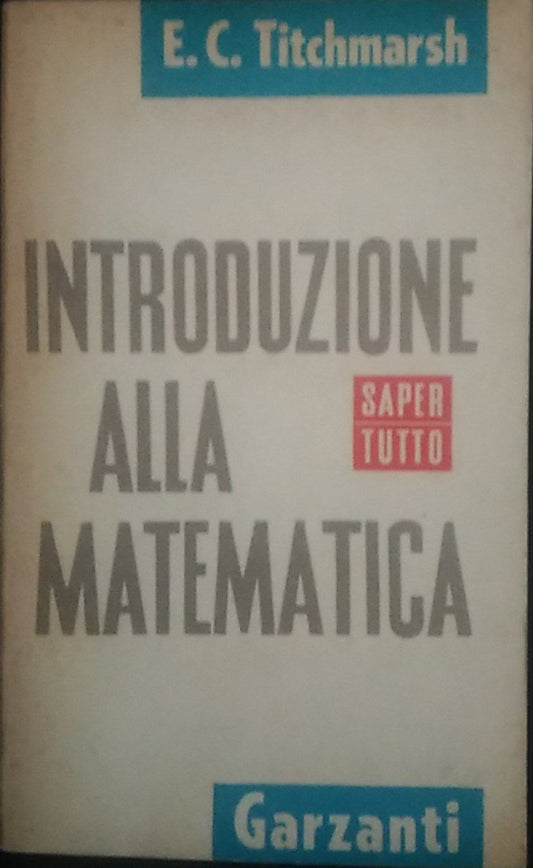 E. C. Titchmarsh
INTRODUZIONE
ALLA
SAPER
TUTTO
MATEMATICA
Garzanti